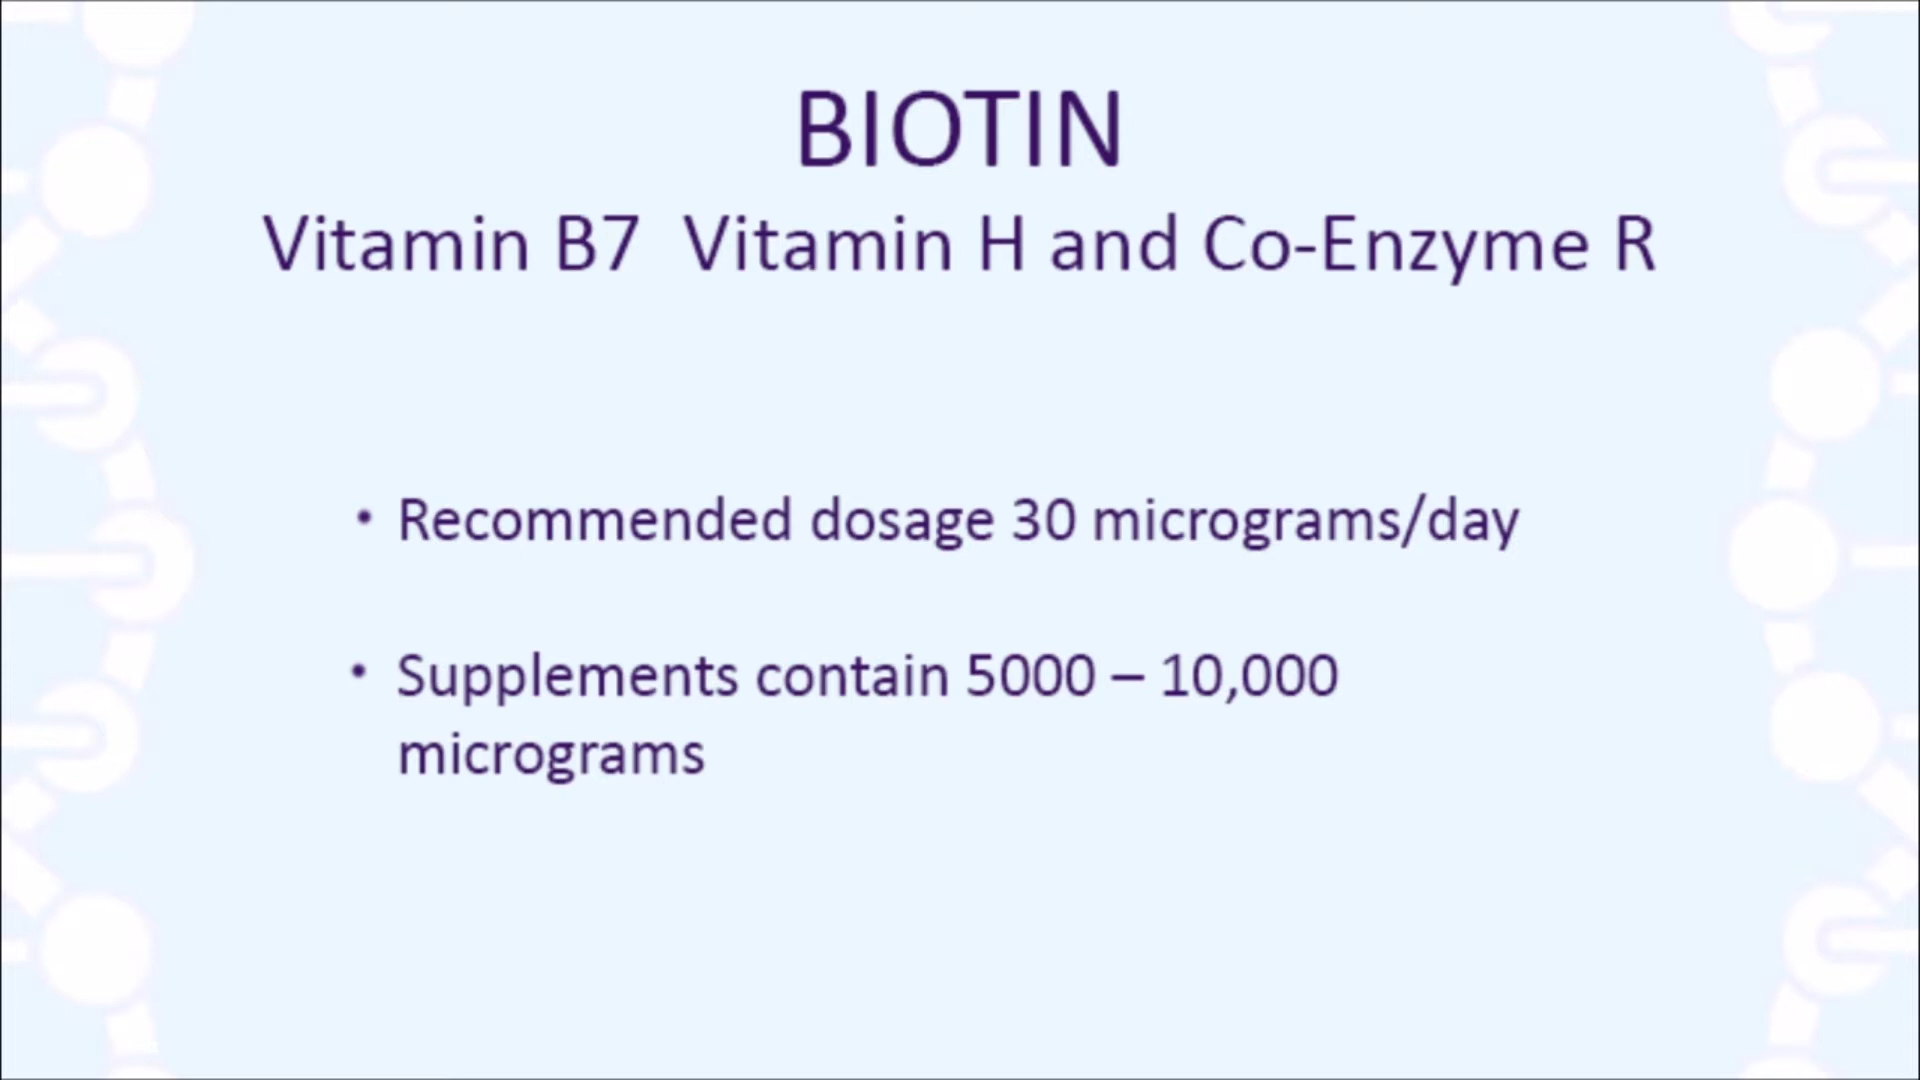 BIOTIN
Vitamin B7  Vitamin H and Co-Enzyme R
• Recommended dosage 30 micrograms/day
• Supplements contain 5000 – 10,000
micrograms